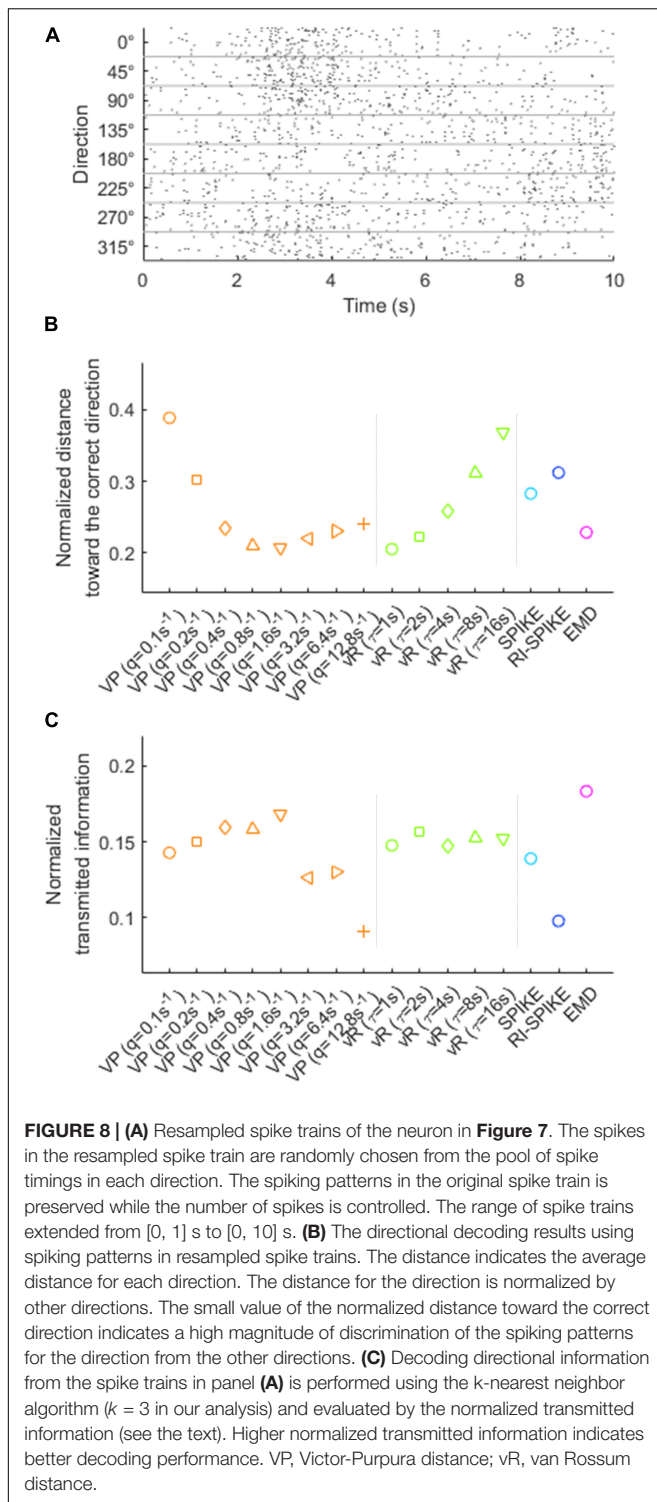 A
0°
45°
90°
135°
180°
225°
270°
315°
Direction
0 2 4 6 8 10
Time (s)
B
Normalized distance
toward the correct direction
0.4
0.3
0.2
VP (q=0.1s-1)
VP (q=0.2s-1)
VP (q=0.4s-1)
VP (q=0.8s-1)
VP (q=1.6s-1)
VP (q=3.2s-1)
VP (q=6.4s-1)
VP (q=12.8s-1)
vR (τ=1s)
vR (τ=2s)
vR (τ=4s)
vR (τ=8s)
vR (τ=16s)
SPIKE
RI-SPIKE
EMD
C
Normalized
transmitted information
0.2
0.15
0.1
VP (q=0.1s-1)
VP (q=0.2s-1)
VP (q=0.4s-1)
VP (q=0.8s-1)
VP (q=1.6s-1)
VP (q=3.2s-1)
VP (q=6.4s-1)
VP (q=12.8s-1)
vR (τ=1s)
vR (τ=2s)
vR (τ=4s)
vR (τ=8s)
vR (τ=16s)
SPIKE
RI-SPIKE
EMD
FIGURE 8 | (A) Resampled spike trains of the neuron in Figure 7. The spikes
in the resampled spike train are randomly chosen from the pool of spike
timings in each direction. The spiking patterns in the original spike train is
preserved while the number of spikes is controlled. The range of spike trains
extended from [0, 1] s to [0, 10] s. (B) The directional decoding results using
spiking patterns in resampled spike trains. The distance indicates the average
distance for each direction. The distance for the direction is normalized by
other directions. The small value of the normalized distance toward the correct
direction indicates a high magnitude of discrimination of the spiking patterns
for the direction from the other directions. (C) Decoding directional information
from the spike trains in panel (A) is performed using the k-nearest neighbor
algorithm (k = 3 in our analysis) and evaluated by the normalized transmitted
information (see the text). Higher normalized transmitted information indicates
better decoding performance. VP, Victor-Purpura distance; vR, van Rossum
distance.